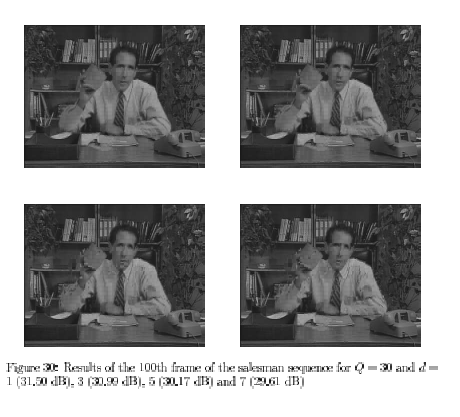 Figure 30: Results of the 100th frame of the salesman sequence for Q = 30 and d =
1 (31.50 dB), 3 (30.99 dB), 5 (30.17 dB) and 7 (29.61 dB)